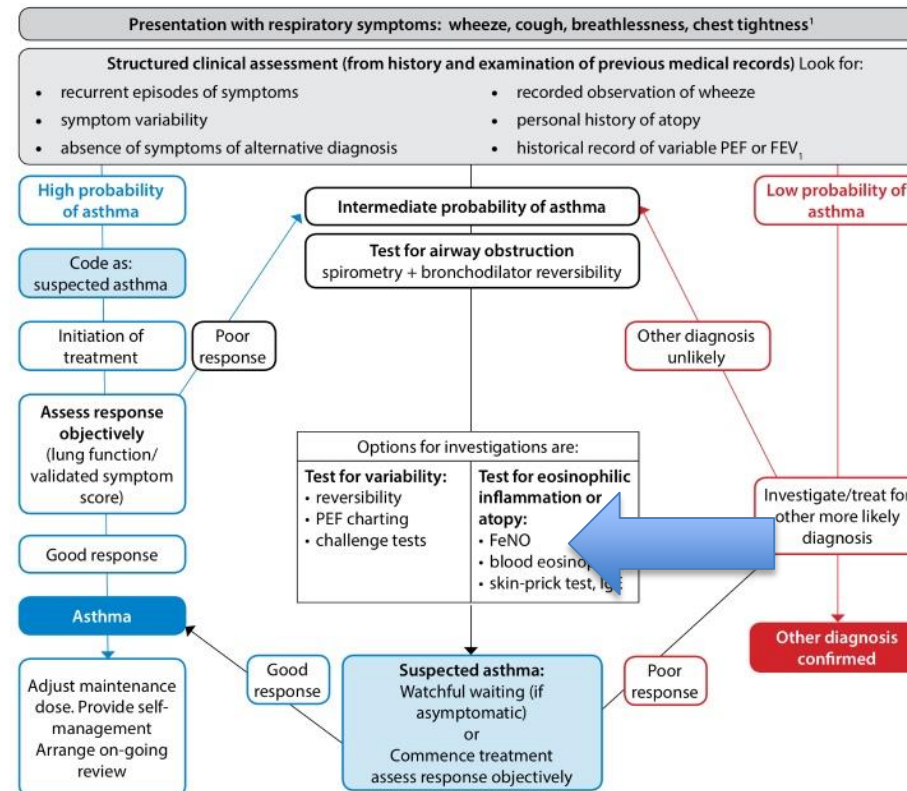 Presentation with respiratory symptoms: wheeze, cough, breathlessness, chest tightness¹
Structured clinical assessment (from history and examination of previous medical records) Look for:
• recurrent episodes of symptoms
• symptom variability
• absence of symptoms of alternative diagnosis
• recorded observation of wheeze
• personal history of atopy
• historical record of variable PEF or FEV₁
High probability
of asthma
Code as:
suspected asthma
Initiation of
treatment
Assess response
objectively
(lung function/
validated symptom
score)
Good response
Asthma
Adjust maintenance
dose. Provide self-
management
Arrange on-going
review
Poor
response
Intermediate probability of asthma
Test for airway obstruction
spirometry + bronchodilator reversibility
Options for investigations are:
Test for variability:
• reversibility
• PEF charting
• challenge tests
Test for eosinophilic
inflammation or
atopy:
• FeNO
• blood
• skin-prick test,
Good
response
Suspected asthma:
Watchful waiting (if
asymptomatic)
or
Commence treatment
assess response objectively
Poor
response
Low probability of
asthma
Other diagnosis
unlikely
Investigate/treat for
other more likely
diagnosis
Other diagnosis
confirmed